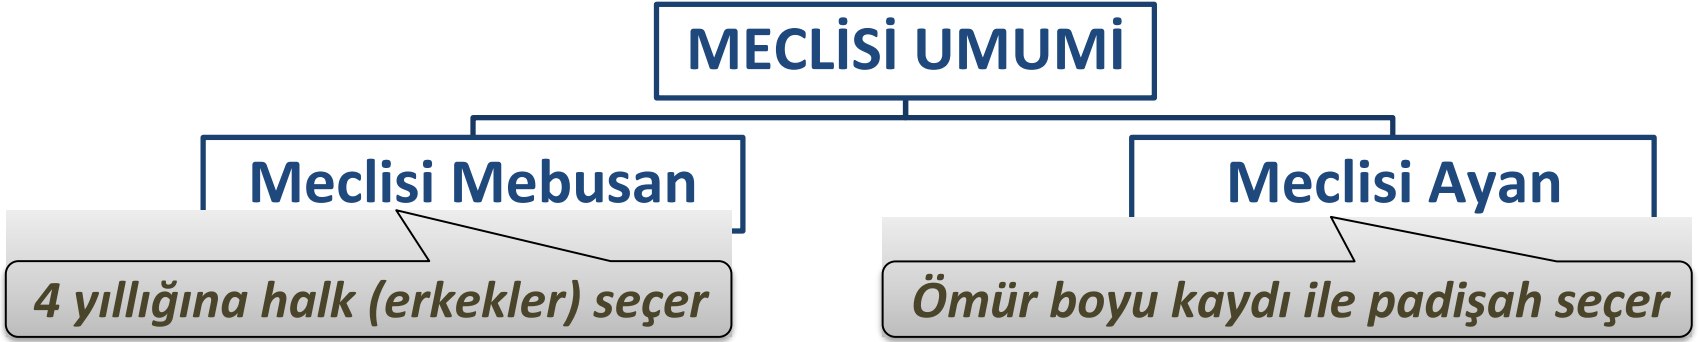 MECLİSİ UMUMİ
Meclisi Mebusan
Meclisi Ayan
4 yıllığına halk (erkekler) seçer
Ömür boyu kaydı ile padişah seçer